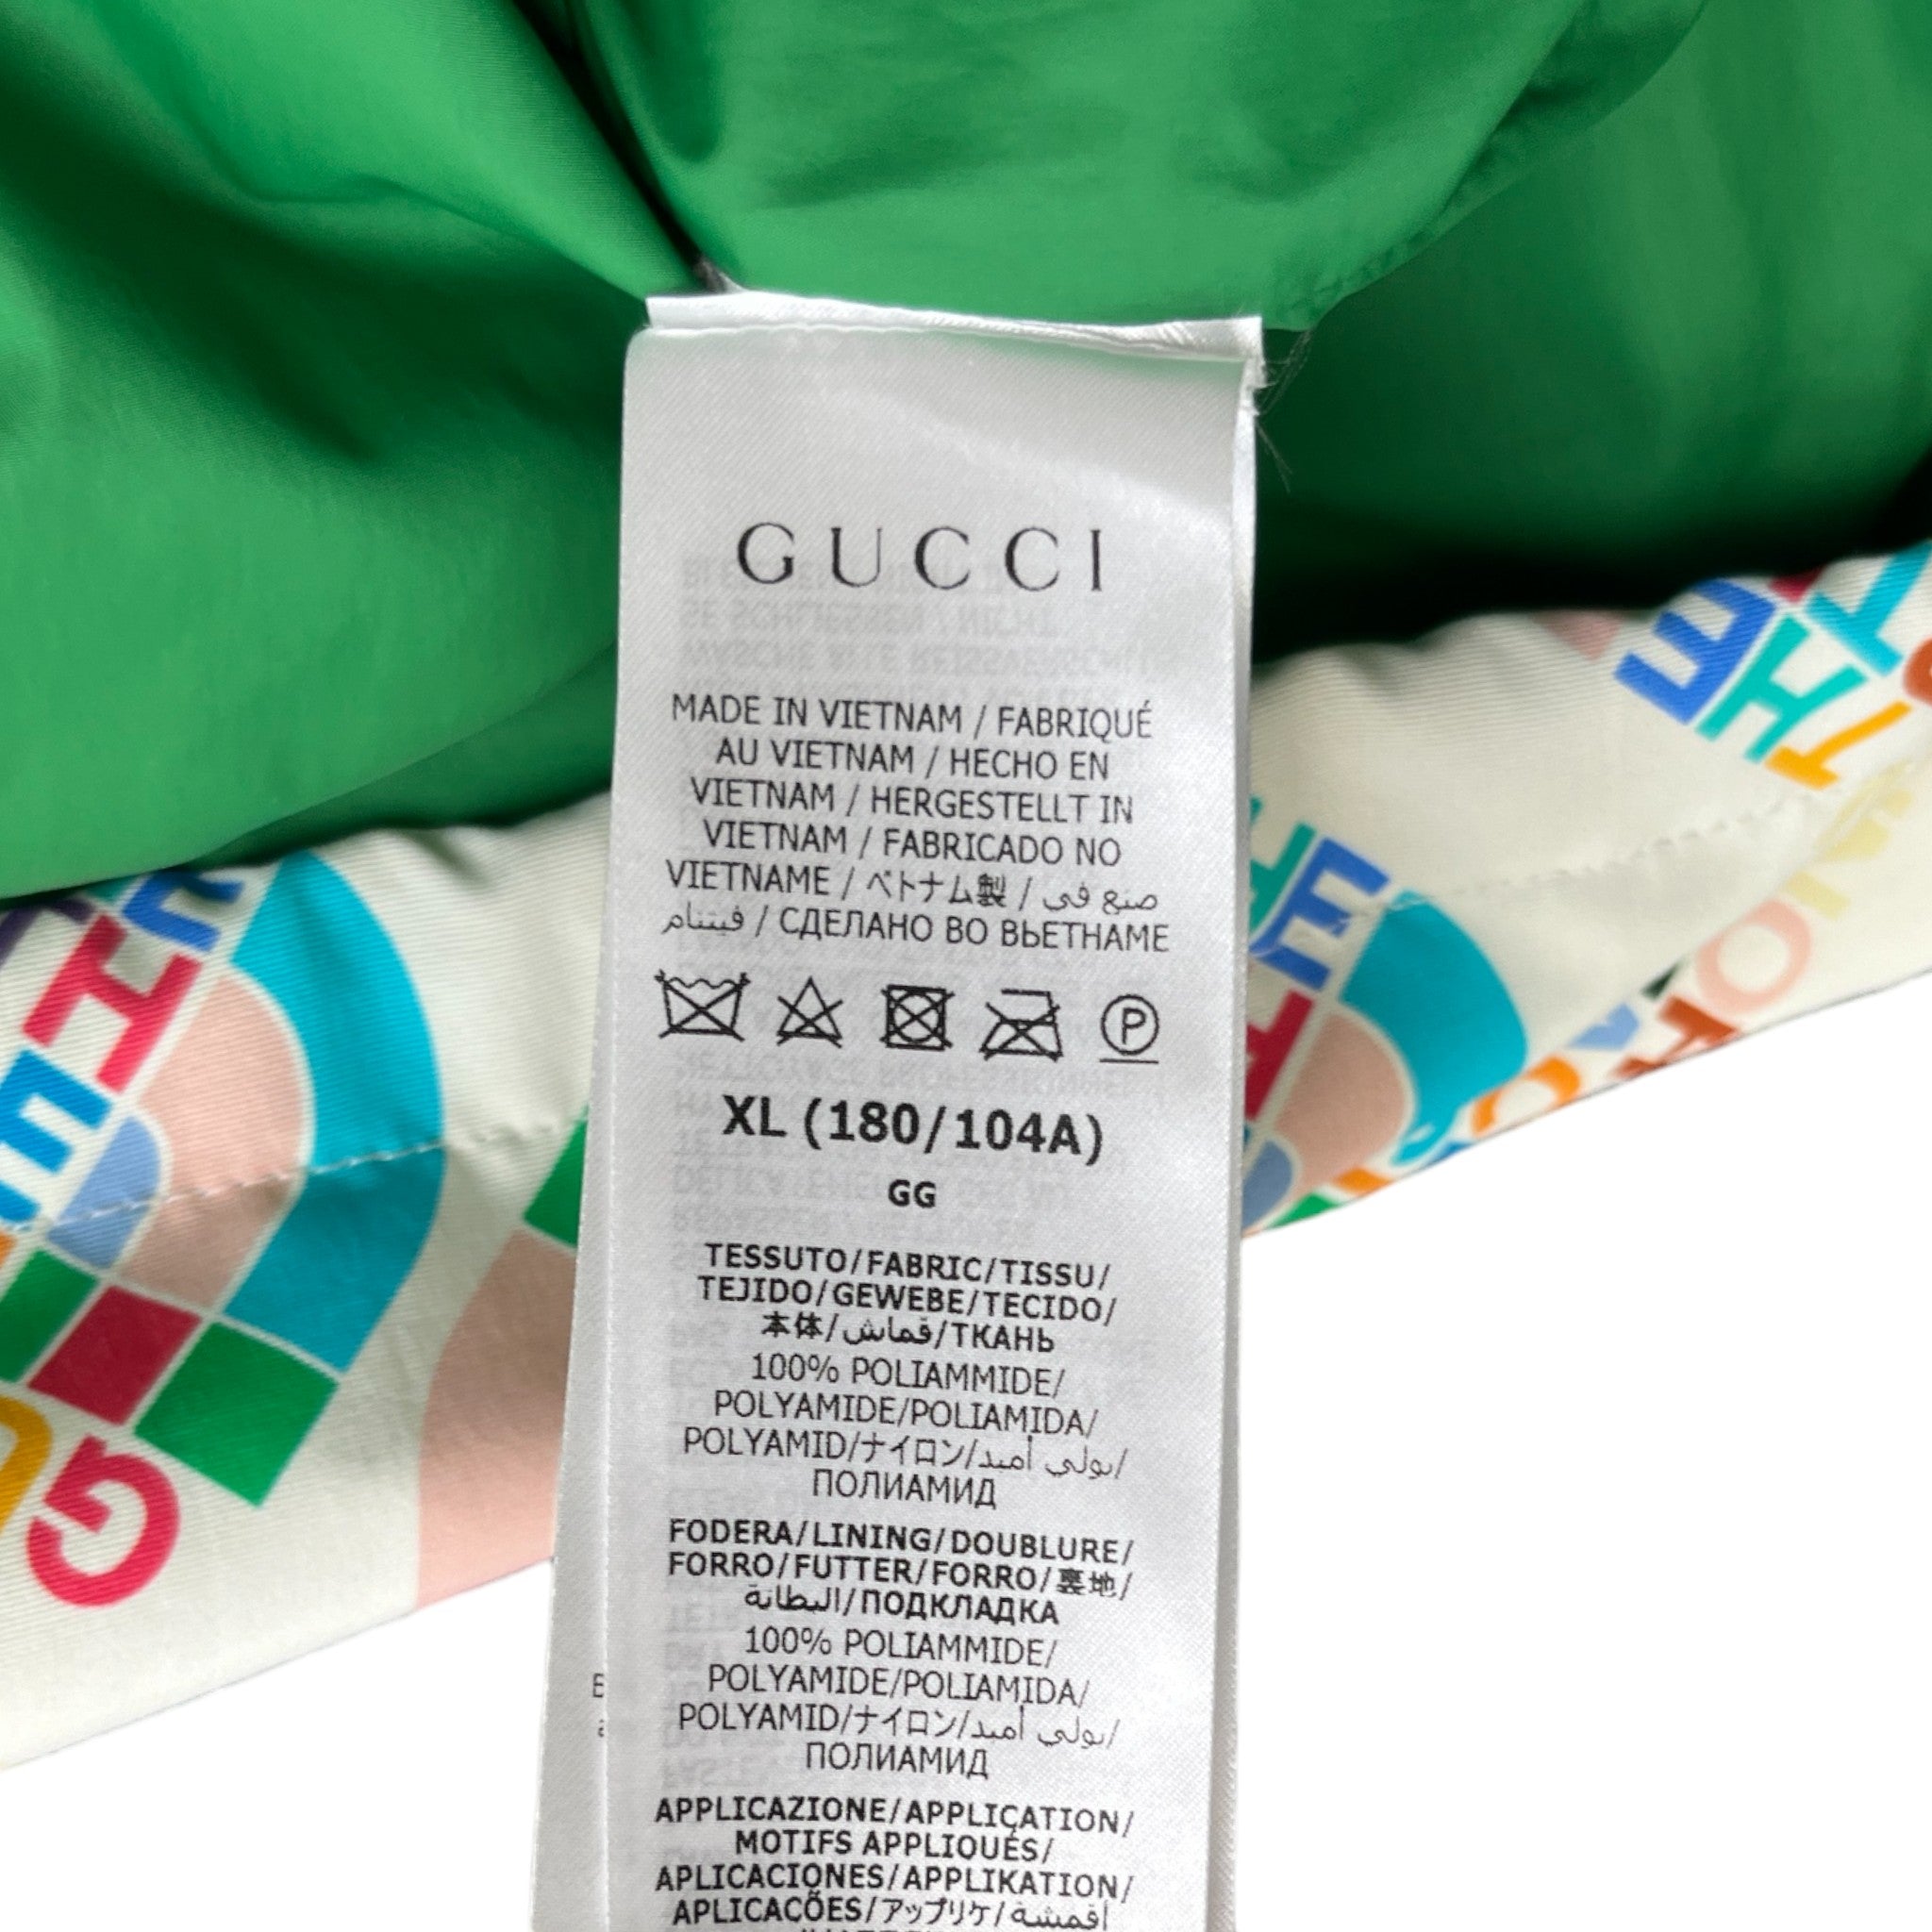 GUCCI
MADE IN VIETNAM / FABRIQUÉ
AU VIETNAM / HECHO EN
VIETNAM / HERGESTELLT IN
VIETNAM / FABRICADO NO
VIETNAME / ベトナム製 / صنع في
فيتنام / СДЕЛАНО ВО ВЬЕТНАМЕ
P
XL (180/104A)
GG
TESSUTO/FABRIC/TISSU/
TEJIDO/GEWEBE/TECIDO/
本体/قماش/ТКАНЬ
100% POLIAMMIDE/
POLYAMIDE/POLIAMIDA/
POLYAMID/ナイロン/بولي أميد/
ПОЛИАМИД
FODERA/LINING/DOUBLURE/
FORRO/FUTTER/FORRO/裏地/
البطانة/ПОДКЛАДКА
100% POLIAMMIDE/
POLYAMIDE/POLIAMIDA/
POLYAMID/ナイロン/بولي أميد/
ПОЛИАМИД
APPLICAZIONE/APPLICATION/
MOTIFS APPLIQUÉS/
APLICACIONES/APPLIKATION/
APLICAÇÕES/アップリケ/أقمشة